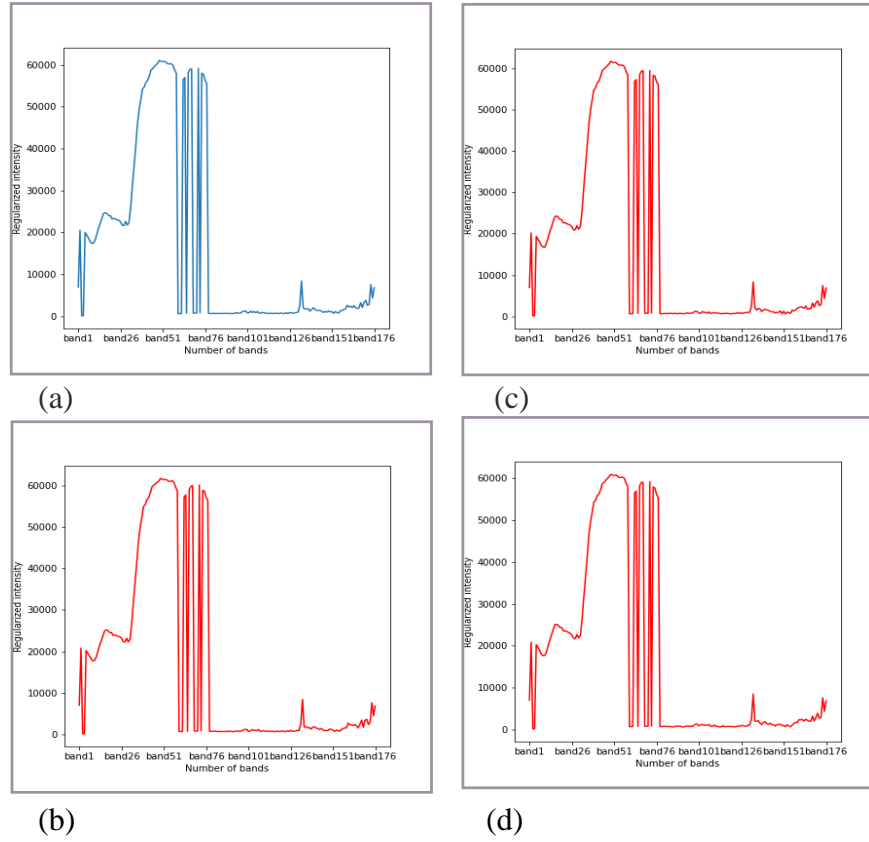 60000
50000
40000
30000
20000
10000
0
Regularized intensity
band1 band26 band51 band76 band101 band126 band151 band176
Number of bands
(a)
60000
50000
40000
30000
20000
10000
0
Regularized intensity
band1 band26 band51 band76 band101 band126 band151 band176
Number of bands
(c)
60000
50000
40000
30000
20000
10000
0
Regularized intensity
band1 band26 band51 band76 band101 band126 band151 band176
Number of bands
(b)
60000
50000
40000
30000
20000
10000
0
Regularized intensity
band1 band26 band51 band76 band101 band126 band151 band176
Number of bands
(d)